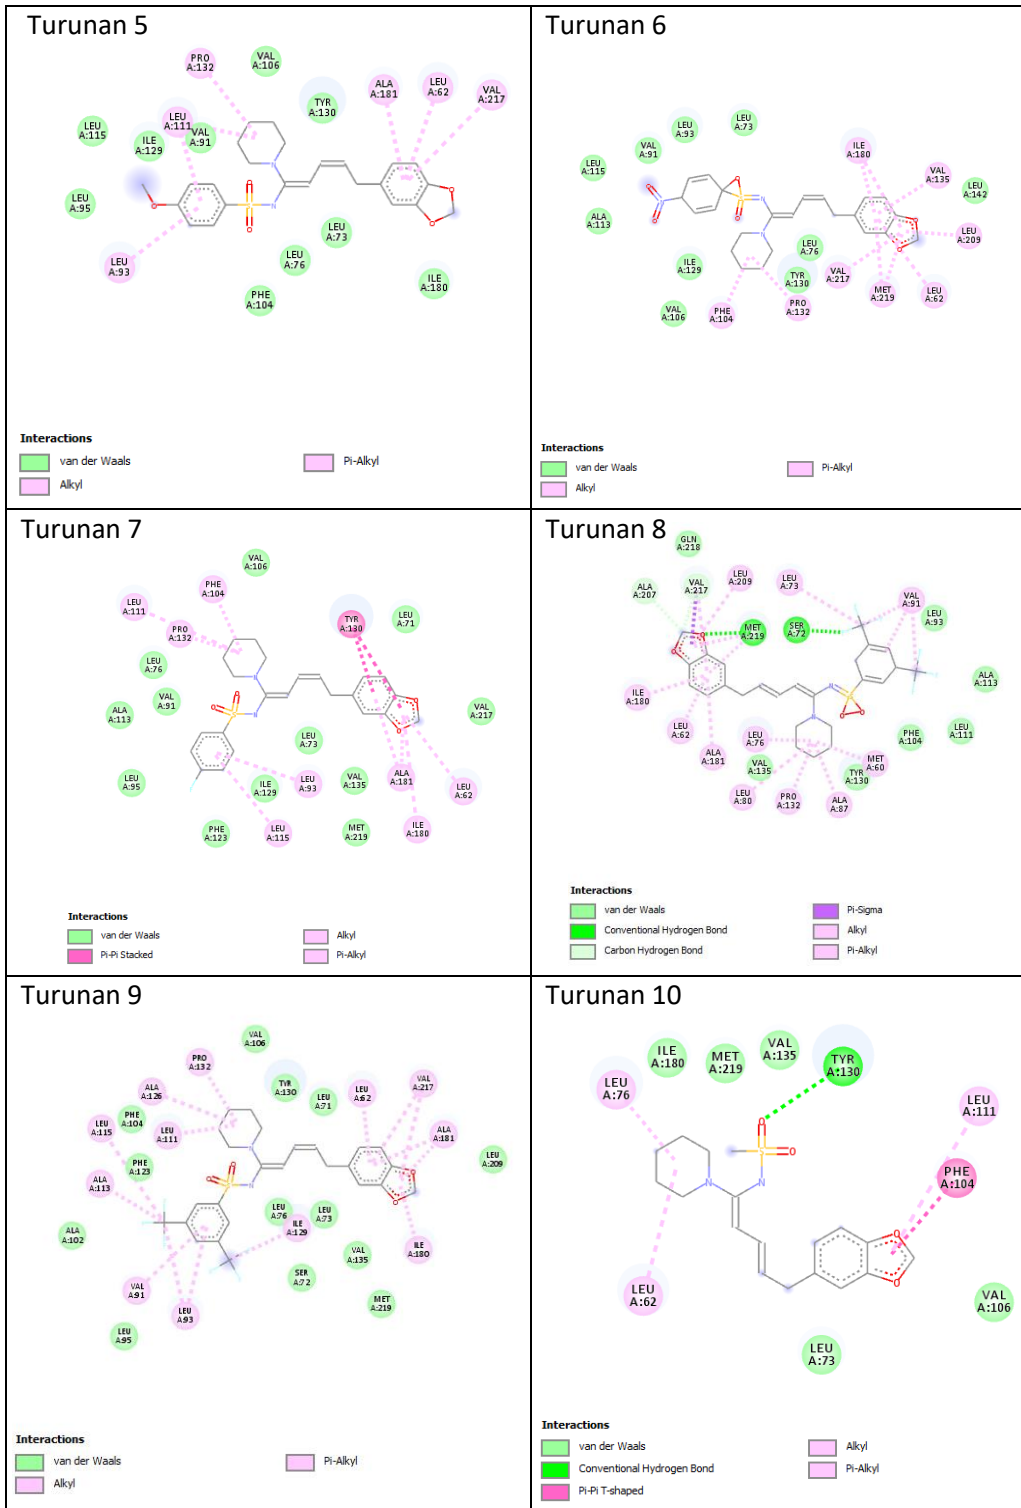 Turunan 5
PRO
A:132
VAL
A:106
TYR
A:130
ALA
A:181
LEU
A:62
VAL
A:217
LEU
A:111
LEU
A:115
ILE
A:129
VAL
A:91
LEU
A:95
LEU
A:93
LEU
A:73
LEU
A:76
PHE
A:104
ILE
A:180
N
N
O
O
O
S
O
O
Interactions
van der Waals
Alkyl
Pi-Alkyl
Turunan 6
LEU
A:93
LEU
A:73
VAL
A:91
LEU
A:115
ILE
A:180
VAL
A:135
LEU
A:142
ALA
A:113
LEU
A:209
ILE
A:129
LEU
A:76
TYR
A:130
VAL
A:217
MET
A:219
LEU
A:62
VAL
A:106
PHE
A:104
PRO
A:132
Interactions
van der Waals
Alkyl
Pi-Alkyl
Turunan 7
VAL
A:106
PHE
A:104
LEU
A:111
PRO
A:132
TYR
A:130
LEU
A:71
LEU
A:76
VAL
A:91
ALA
A:113
VAL
A:217
LEU
A:73
LEU
A:95
ILE
A:129
LEU
A:93
VAL
A:135
ALA
A:181
LEU
A:62
PHE
A:123
LEU
A:115
MET
A:219
ILE
A:180
Interactions
van der Waals
Pi-Pi Stacked
Alkyl
Pi-Alkyl
Turunan 8
GLN
A:218
ALA
A:207
VAL
A:217
LEU
A:209
LEU
A:73
VAL
A:91
LEU
A:93
MET
A:219
SER
A:72
ALA
A:113
ILE
A:180
LEU
A:62
ALA
A:181
LEU
A:76
VAL
A:135
LEU
A:80
PRO
A:132
ALA
A:87
TYR
A:130
MET
A:60
PHE
A:104
LEU
A:111
Interactions
van der Waals
Conventional Hydrogen Bond
Carbon Hydrogen Bond
Pi-Sigma
Alkyl
Pi-Alkyl
Turunan 9
VAL
A:106
PRO
A:132
ALA
A:126
TYR
A:130
LEU
A:71
LEU
A:62
VAL
A:217
PHE
A:104
LEU
A:115
LEU
A:111
ALA
A:181
PHE
A:123
LEU
A:209
ALA
A:113
ALA
A:102
LEU
A:76
ILE
A:129
LEU
A:73
ILE
A:180
VAL
A:135
SER
A:72
VAL
A:91
LEU
A:93
MET
A:219
LEU
A:95
Interactions
van der Waals
Alkyl
Pi-Alkyl
Turunan 10
ILE
A:180
MET
A:219
VAL
A:135
TYR
A:130
LEU
A:76
LEU
A:111
PHE
A:104
LEU
A:62
VAL
A:106
LEU
A:73
O
S
O
N
N
O
O
Interactions
van der Waals
Conventional Hydrogen Bond
Pi-Pi T-shaped
Alkyl
Pi-Alkyl